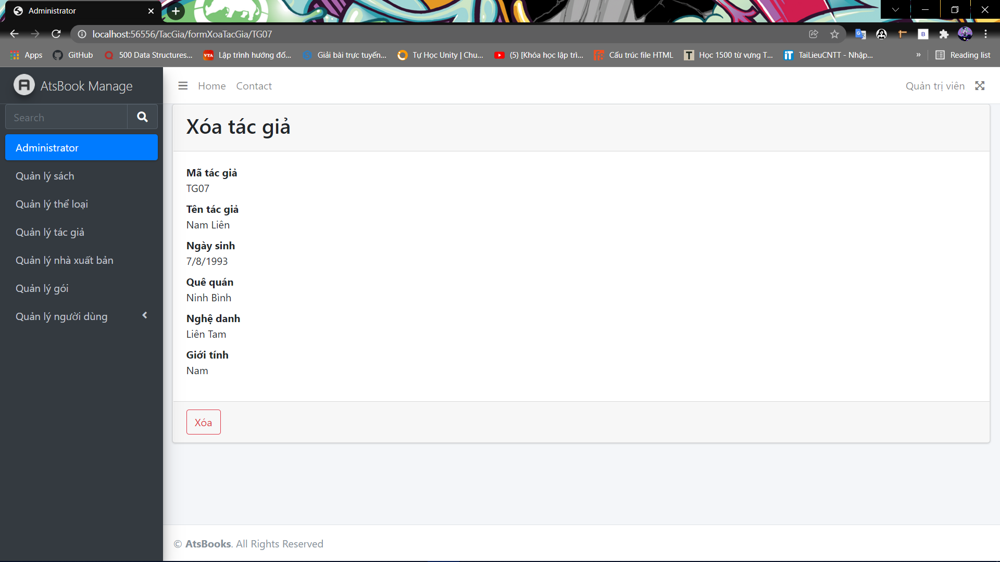 Administrator
localhost:56556/TacGia/formXoaTacGia/TG07
Apps
GitHub
500 Data Structures...
VTA
Lập trình hướng đố...
Giải bài trực tuyến...
Tự Học Unity | Chu...
(5) [Khóa học lập trì...
Cấu trúc file HTML
T
Học 1500 từ vựng T...
iT
TaiLieuCNTT - Nhập...
»
Reading list
B
A
AtsBook Manage
Home
Contact
Quản trị viên
Search
Administrator
Quản lý sách
Quản lý thể loại
Quản lý tác giả
Quản lý nhà xuất bản
Quản lý gói
Quản lý người dùng
Xóa tác giả
Mã tác giả
TG07
Tên tác giả
Nam Liên
Ngày sinh
7/8/1993
Quê quán
Ninh Bình
Nghệ danh
Liên Tam
Giới tính
Nam
Xóa
© AtsBooks. All Rights Reserved